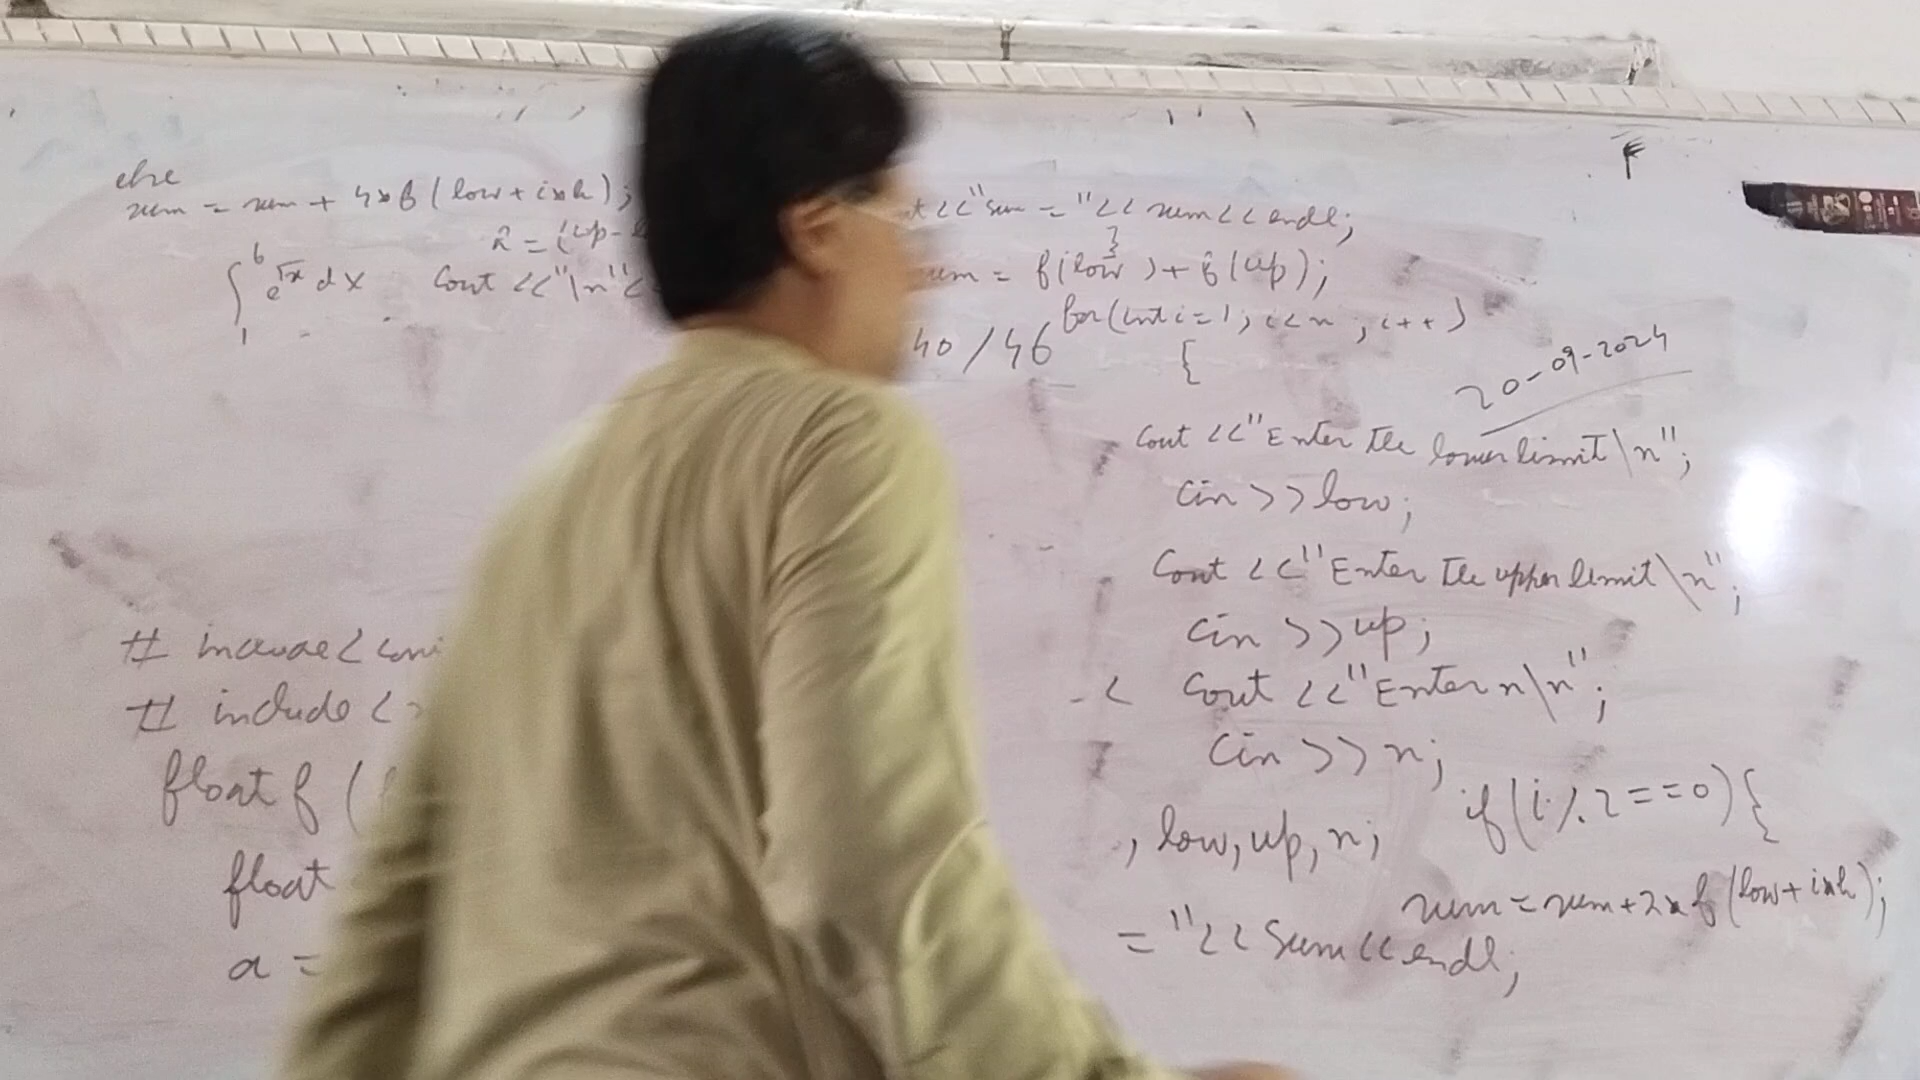 else
sum = sum + 4*f(low+i*h);
h = (up-
∫₁⁶ e^√x dx
cout <<"\n"<
<<"sum = "<< sum << endl;
}
sum = f(low) + f(up);
for(int i=1; i<n ; i++)
40/46
{
20-09-2024
cout <<"Enter the lower limit\n";
cin >>low;
cout <<"Enter the upper limit\n";
cin >>up;
< cout <<"Enter n\n";
cin >>n;
, low, up, n;
if(i%2==0){
sum = sum+2*f(low+i*h);
= "<< sum << endl;
# include <
# include <
float f (
float
a =